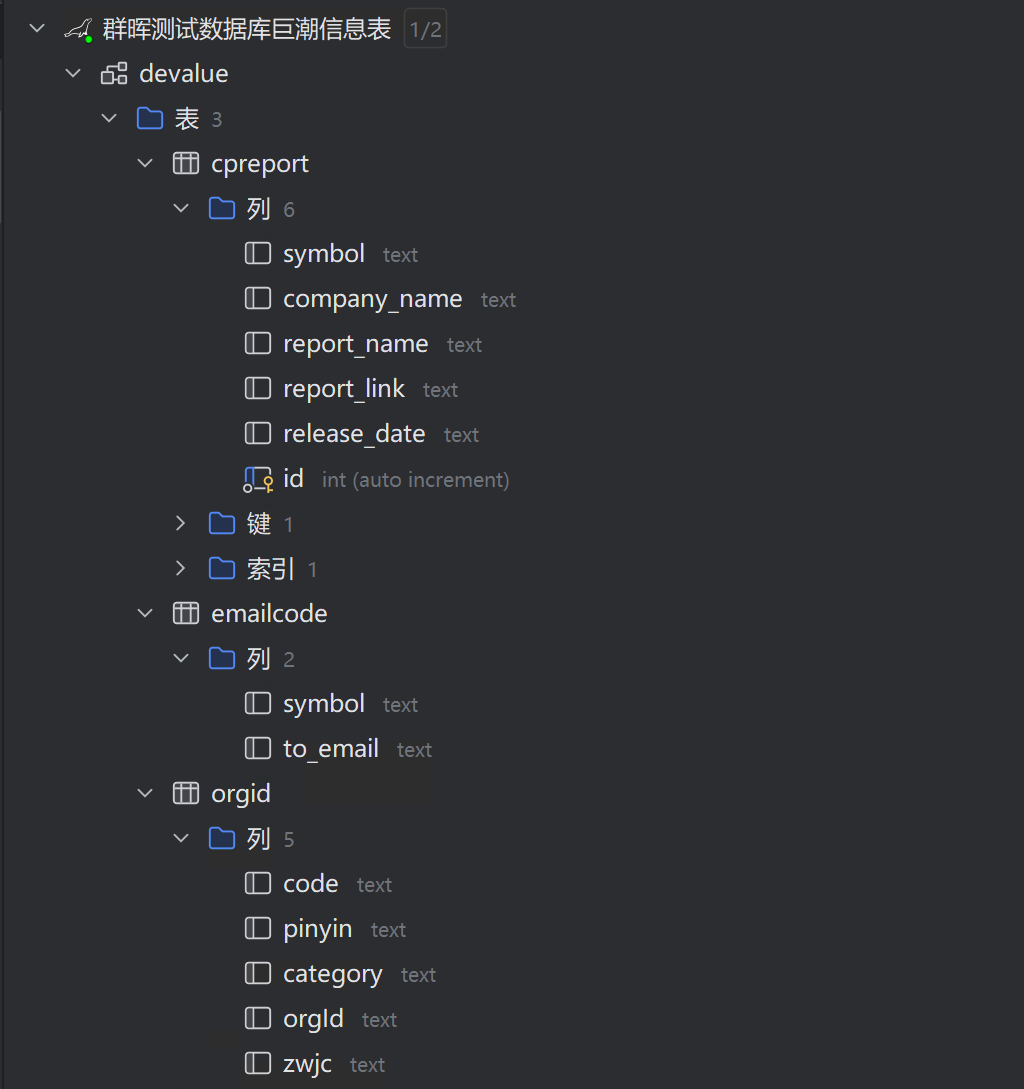 群晖测试数据库巨潮信息表 1/2
devalue
表 3
cpreport
列 6
symbol text
company_name text
report_name text
report_link text
release_date text
id int (auto increment)
键 1
索引 1
emailcode
列 2
symbol text
to_email text
orgid
列 5
code text
pinyin text
category text
orgId text
zwjc text